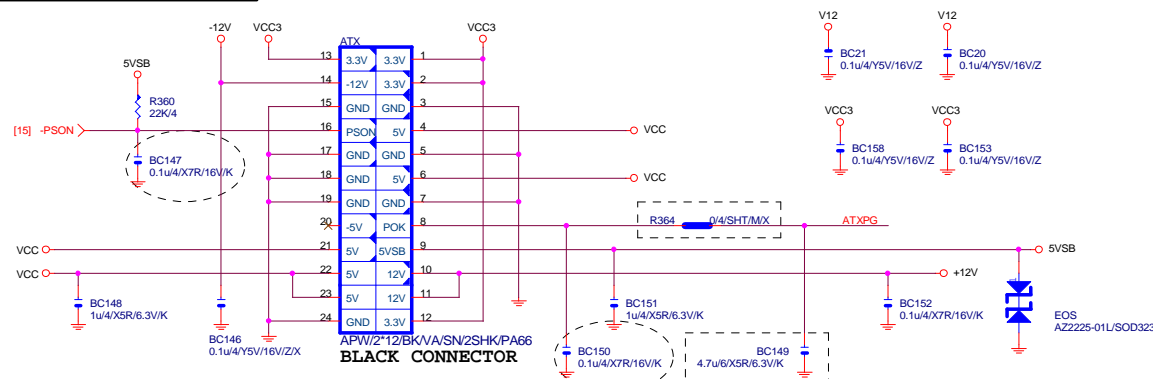 -12V VCC3 VCC3 V12 V12
ATX
13 3.3V 3.3V 1
BC21 BC20
0.1u/4/Y5V/16V/Z 0.1u/4/Y5V/16V/Z
5VSB 14 -12V 3.3V 2
R360
22K/4
15 GND GND 3
VCC3 VCC3
[15] -PSON 16 PSON 5V 4 VCC
BC158 BC153
0.1u/4/Y5V/16V/Z 0.1u/4/Y5V/16V/Z
17 GND GND 5
BC147
0.1u/4/X7R/16V/K
18 GND 5V 6 VCC
19 GND GND 7
20 -5V POK 8 R364 0/4/SHT/M/X ATXPG
VCC 21 5V 5VSB 9 5VSB
VCC 22 5V 12V 10 +12V
23 5V 12V 11
BC148
1u/4/X5R/6.3V/K
BC151
1u/4/X5R/6.3V/K
BC152
0.1u/4/X7R/16V/K
EOS
AZ2225-01L/SOD323
24 GND 3.3V 12
BC146
0.1u/4/Y5V/16V/Z/X
APW/2*12/BK/VA/SN/2SHK/PA66
BLACK CONNECTOR
BC150
0.1u/4/X7R/16V/K
BC149
4.7u/6/X5R/6.3V/K